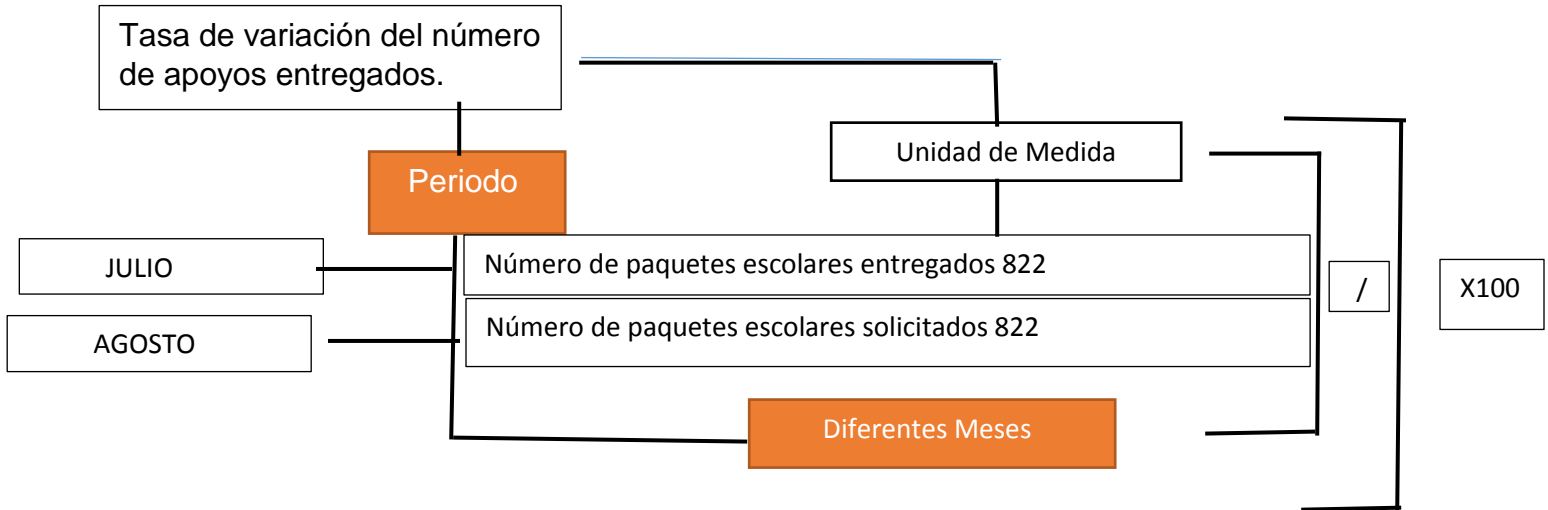 Tasa de variación del número
de apoyos entregados.
Unidad de Medida
Periodo
JULIO
Número de paquetes escolares entregados 822
/
X100
AGOSTO
Número de paquetes escolares solicitados 822
Diferentes Meses